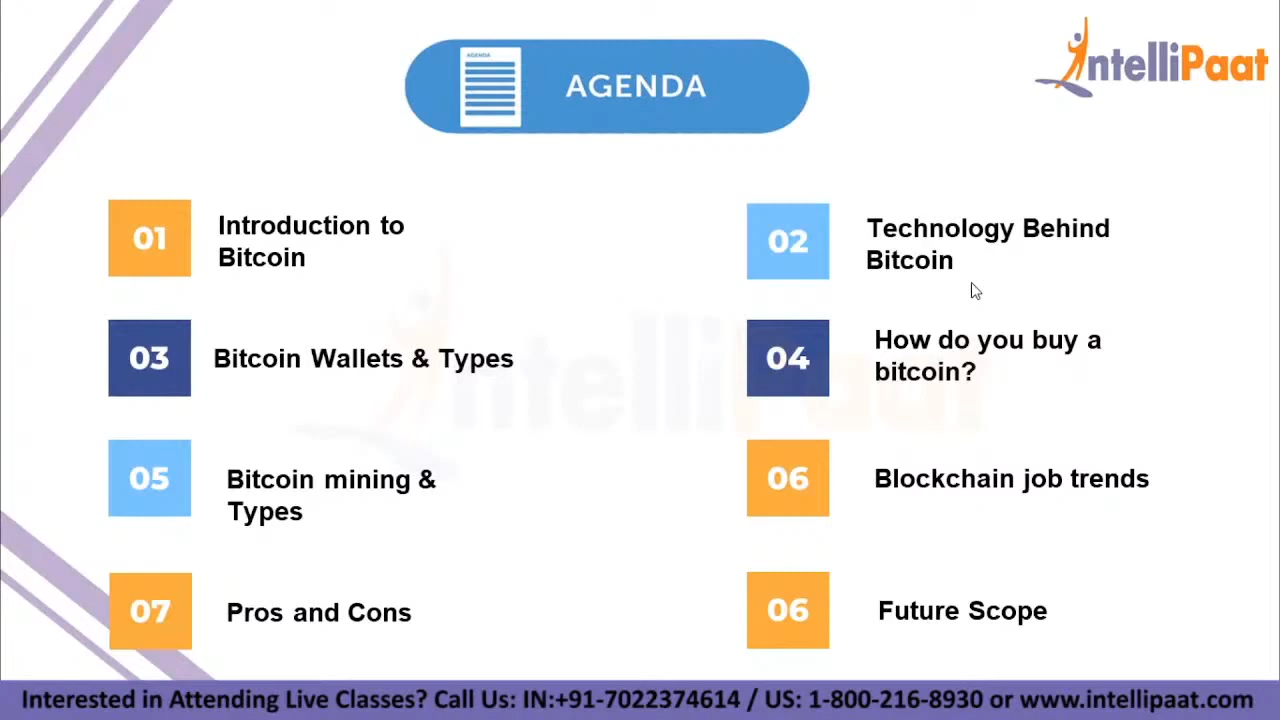 AGENDA
AGENDA
IntelliPaat
01
Introduction to
Bitcoin
02
Technology Behind
Bitcoin
03
Bitcoin Wallets & Types
04
How do you buy a
bitcoin?
05
Bitcoin mining &
Types
06
Blockchain job trends
07
Pros and Cons
06
Future Scope
IntelliPaat
Interested in Attending Live Classes? Call Us: IN:+91-7022374614 / US: 1-800-216-8930 or www.intellipaat.com